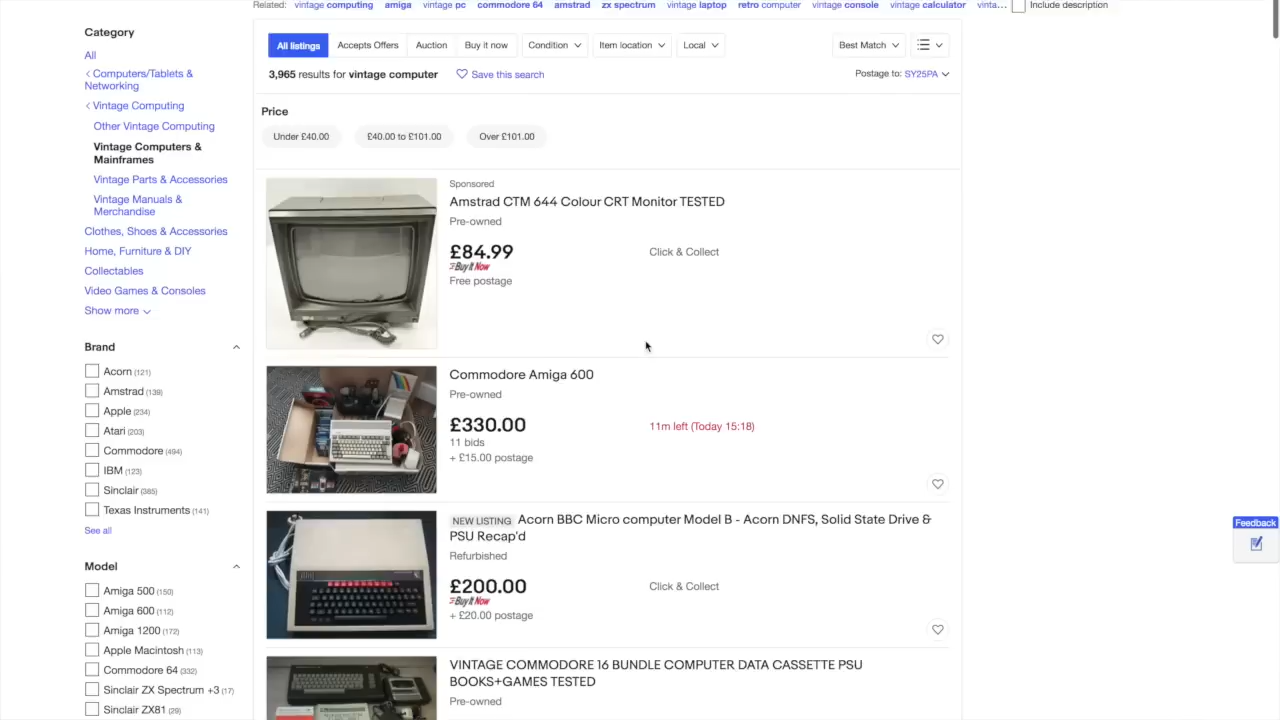 Related: vintage computing amiga vintage pc commodore 64 amstrad zx spectrum vintage laptop retro computer vintage console vintage calculator vinta... Include description
Category
All
Computers/Tablets &
Networking
Vintage Computing
Other Vintage Computing
Vintage Computers &
Mainframes
Vintage Parts & Accessories
Vintage Manuals &
Merchandise
Clothes, Shoes & Accessories
Home, Furniture & DIY
Collectables
Video Games & Consoles
Show more
Brand
Acorn (121)
Amstrad (139)
Apple (234)
Atari (203)
Commodore (494)
IBM (123)
Sinclair (385)
Texas Instruments (141)
See all
Model
Amiga 500 (150)
Amiga 600 (112)
Amiga 1200 (172)
Apple Macintosh (113)
Commodore 64 (332)
Sinclair ZX Spectrum +3 (17)
Sinclair ZX81 (29)
All listings Accepts Offers Auction Buy it now Condition Item location Local Best Match
3,965 results for vintage computer Save this search Postage to: SY25PA
Price
Under £40.00 £40.00 to £101.00 Over £101.00
Sponsored
Amstrad CTM 644 Colour CRT Monitor TESTED
Pre-owned
£84.99 Click & Collect
Buy It Now
Free postage
Commodore Amiga 600
Pre-owned
£330.00 11m left (Today 15:18)
11 bids
+ £15.00 postage
NEW LISTING Acorn BBC Micro computer Model B - Acorn DNFS, Solid State Drive &
PSU Recap'd
Refurbished
£200.00 Click & Collect
Buy It Now
+ £20.00 postage
VINTAGE COMMODORE 16 BUNDLE COMPUTER DATA CASSETTE PSU
BOOKS+GAMES TESTED
Pre-owned
Feedback